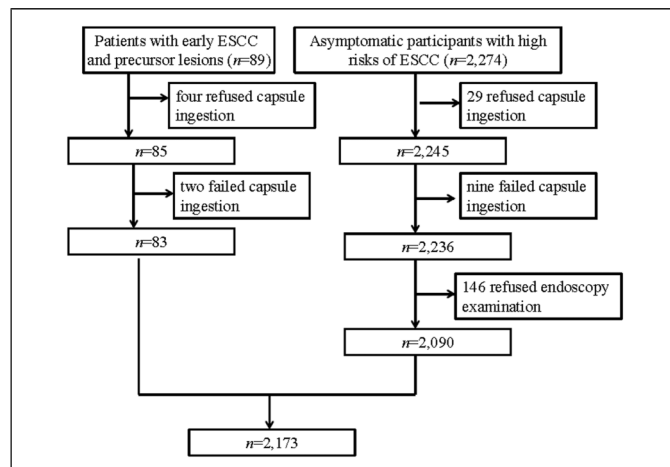 Patients with early ESCC
and precursor lesions (n=89)
Asymptomatic participants with high
risks of ESCC (n=2,274)
four refused capsule
ingestion
29 refused capsule
ingestion
n=85
n=2,245
two failed capsule
ingestion
nine failed capsule
ingestion
n=83
n=2,236
146 refused endoscopy
examination
n=2,090
n=2,173